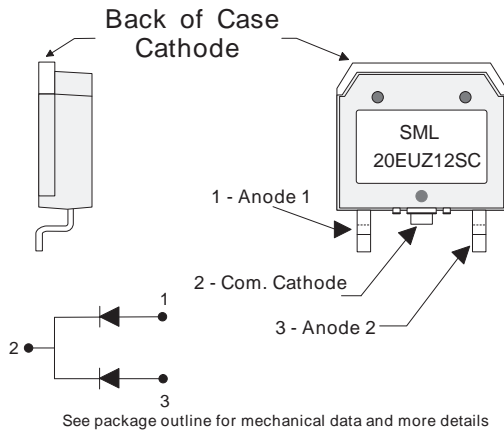 Back of Case
Cathode
SML
20EUZ12SC
1 - Anode 1
2 - Com. Cathode
3 - Anode 2
1
2
3
See package outline for mechanical data and more details